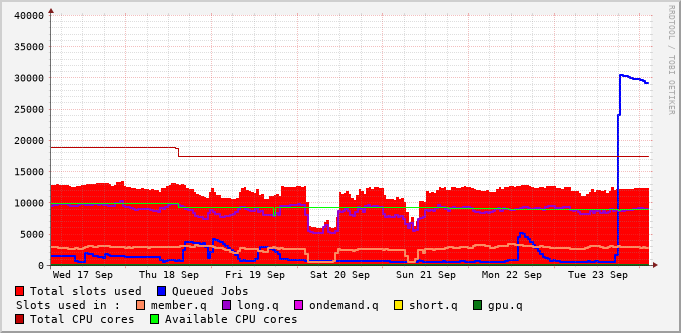 40000
35000
30000
25000
20000
15000
10000
5000
0
Wed 17 Sep Thu 18 Sep Fri 19 Sep Sat 20 Sep Sun 21 Sep Mon 22 Sep Tue 23 Sep
Total slots used Queued Jobs
Slots used in : member.q long.q ondemand.q short.q gpu.q
Total CPU cores Available CPU cores
RRDTOOL / TOBI OETIKER